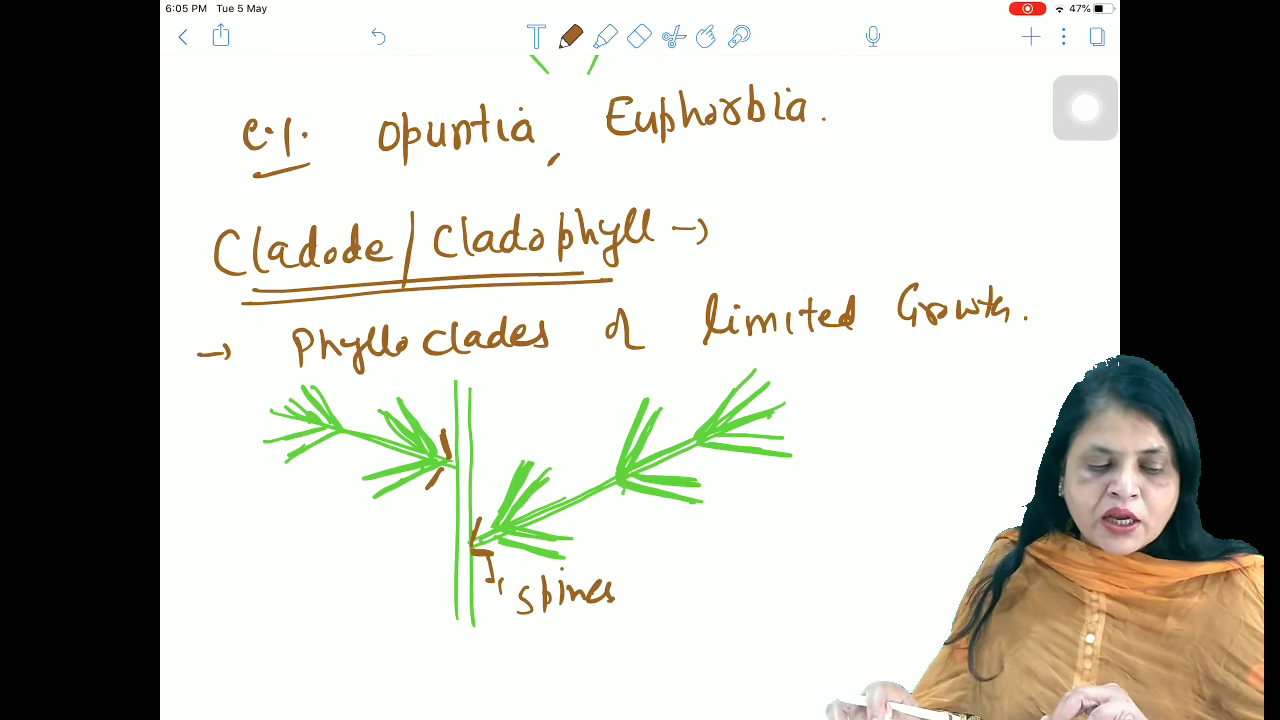 6:05 PM Tue 5 May 47%
e.g. Opuntia, Euphorbia.
Cladode/Cladophyll →
→ Phylloclades of limited Growth.
Spines